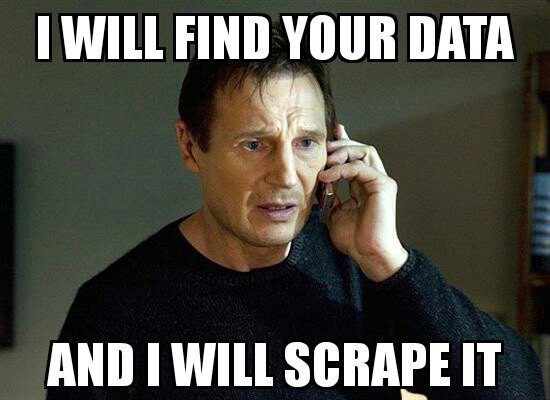 I WILL FIND YOUR DATA
AND I WILL SCRAPE IT